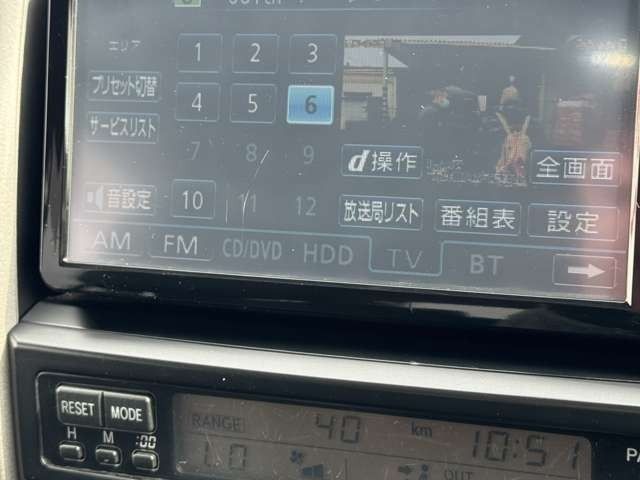 エリア 1 2 3
プリセット切替 4 5 6
サービスリスト 7 8 9 d操作 全画面
音設定 10 11 12 放送局リスト 番組表 設定
AM FM CD/DVD HDD TV BT
RESET MODE RANGE 40 km 10:51
H M :00 1.0 OUT